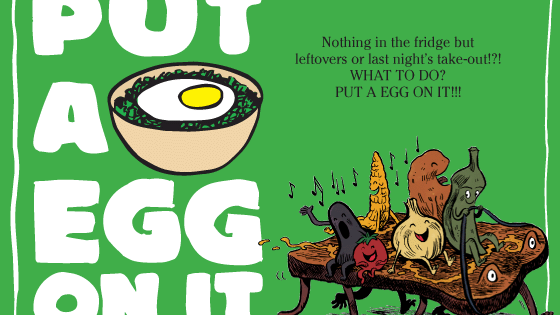 PUT
A
EGG
ON IT
Nothing in the fridge but
leftovers or last night's take-out!?!
WHAT TO DO?
PUT A EGG ON IT!!!